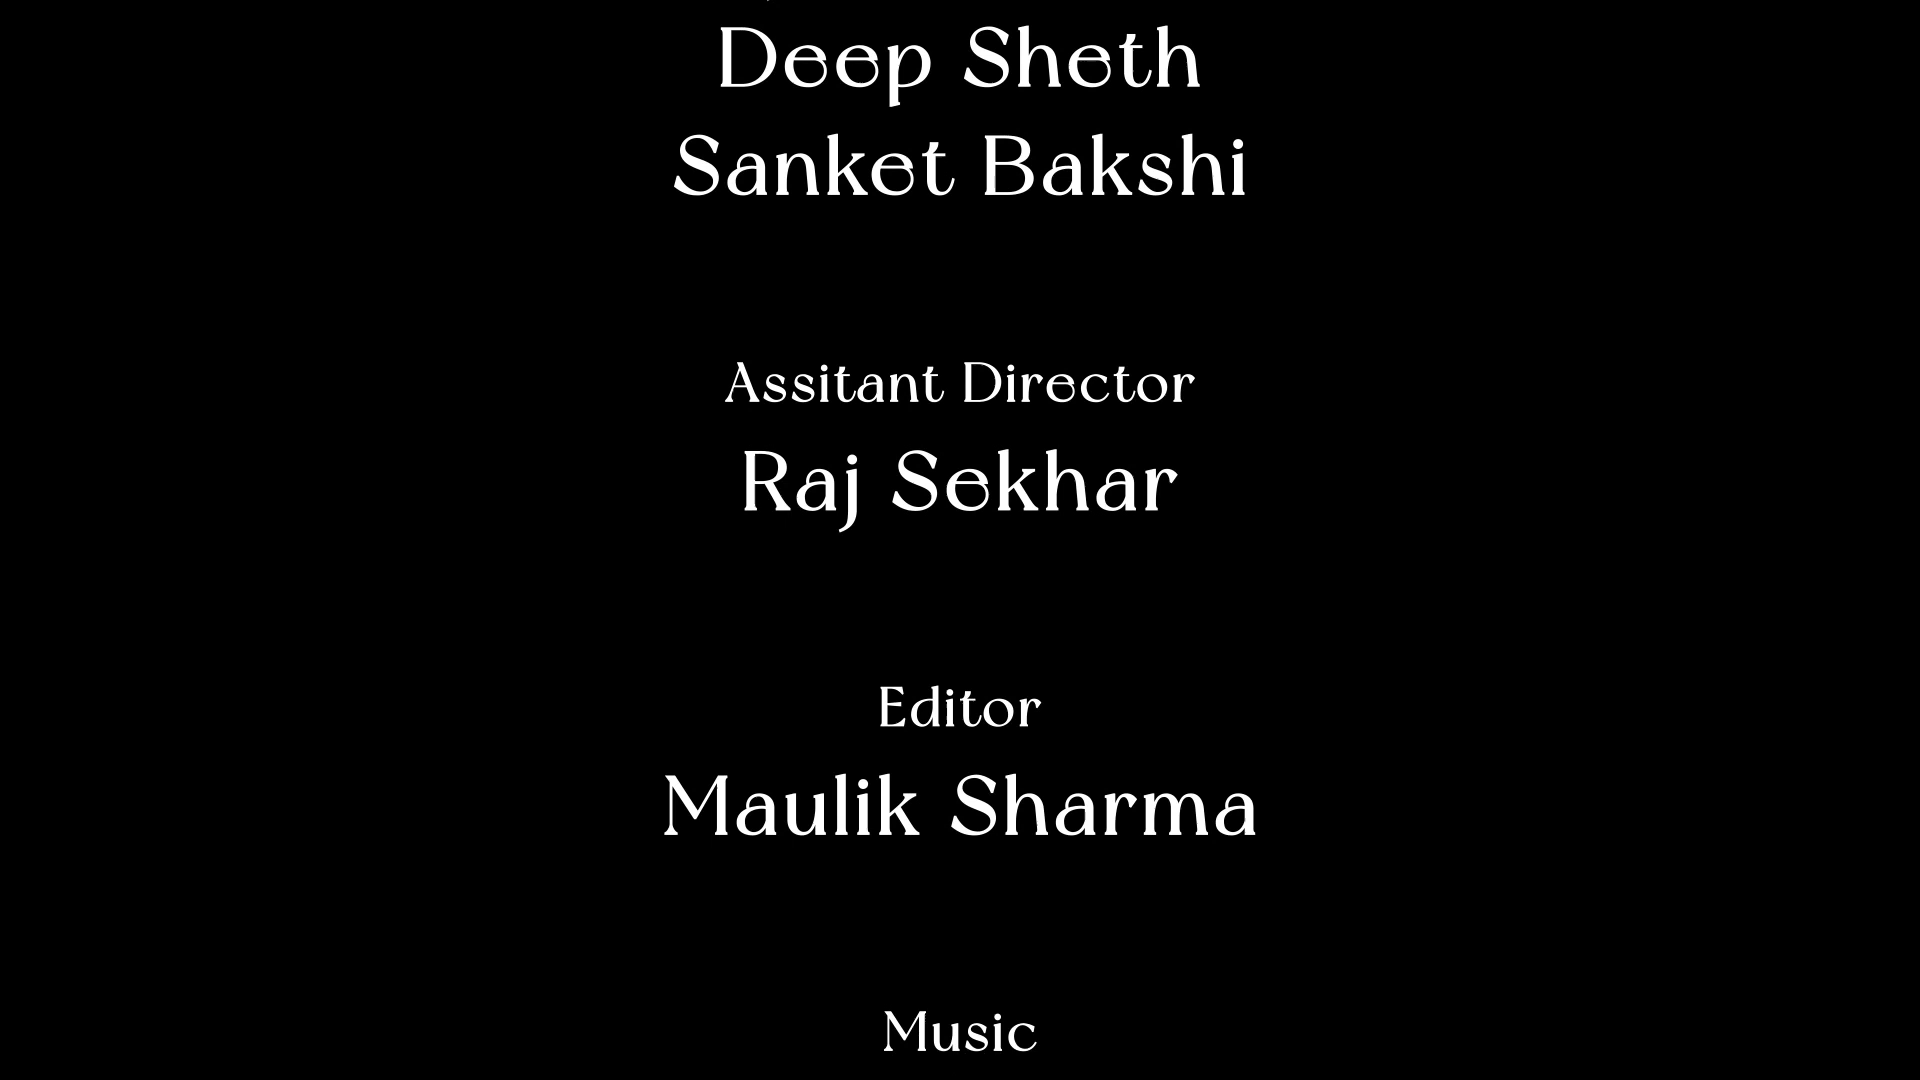 Deep Sheth
Sanket Bakshi
Assitant Director
Raj Sekhar
Editor
Maulik Sharma
Music